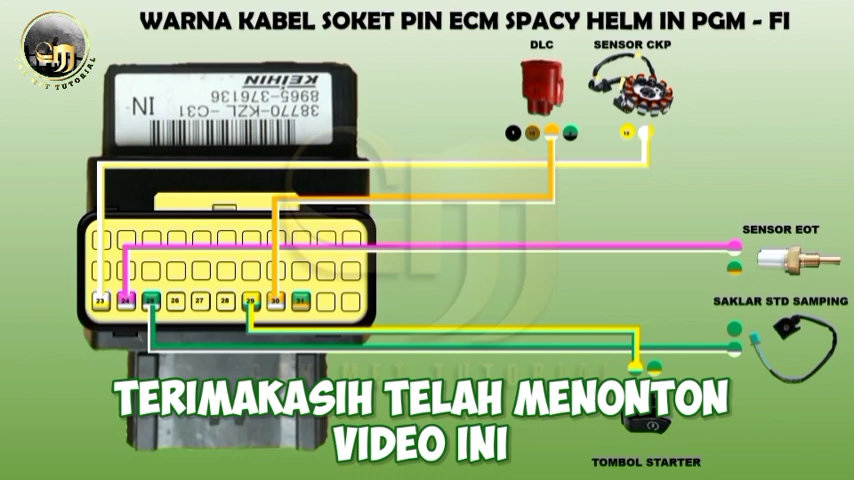 WARNA KABEL SOKET PIN ECM SPACY HELM IN PGM - FI
DLC
SENSOR CKP
KEIHIN
8965-376136
38770-KZL-C31
IN
SENSOR EOT
SAKLAR STD SAMPING
23 24 25 26 27 28 29 30 31
TERIMAKASIH TELAH MENONTON
VIDEO INI
TOMBOL STARTER